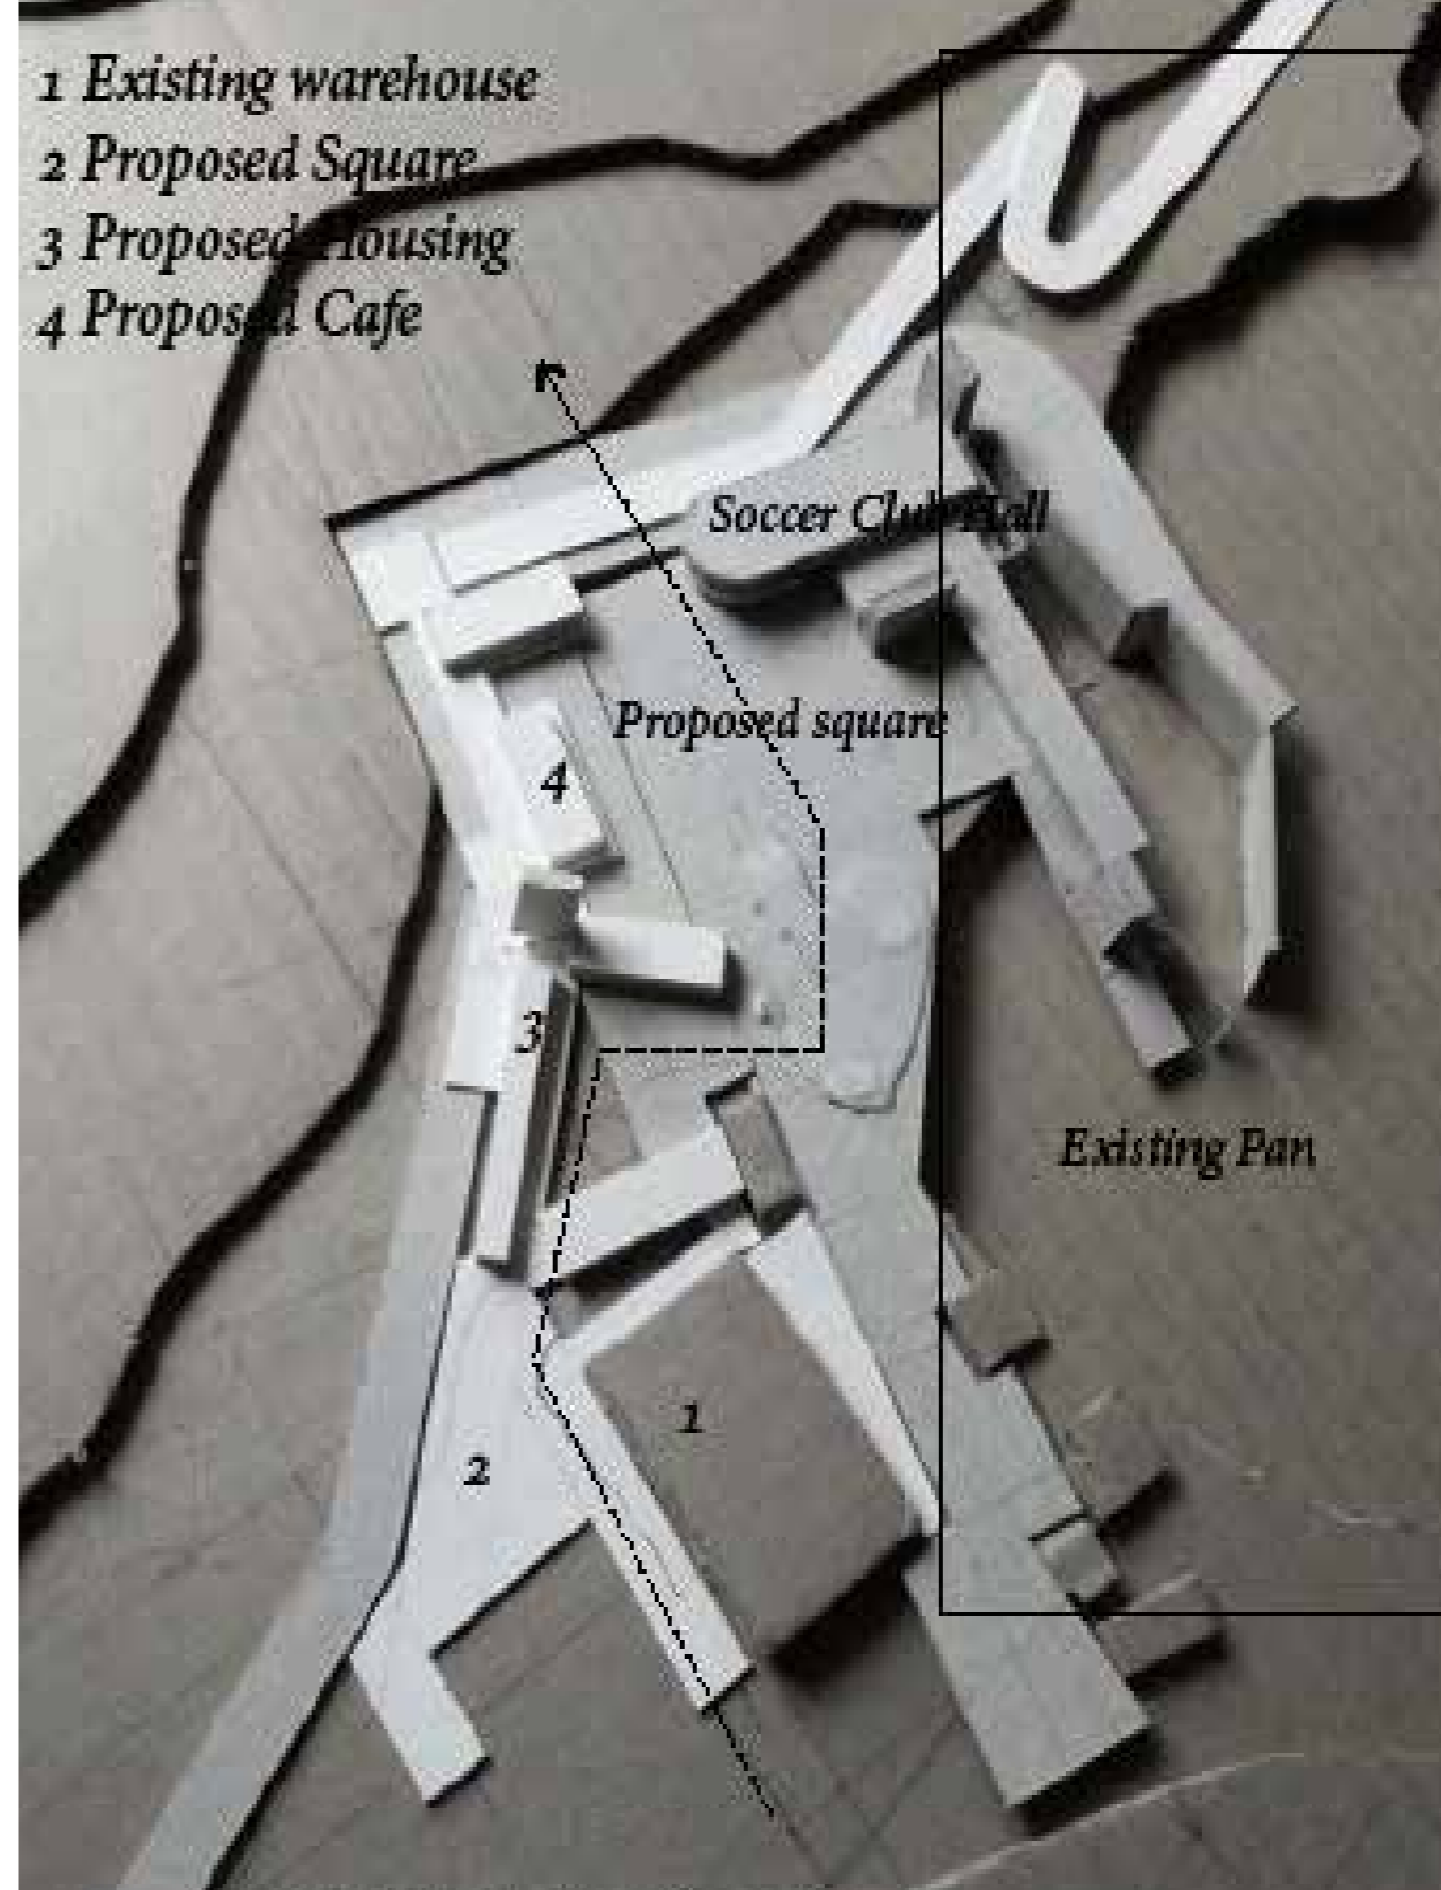 1 Existing warehouse
2 Proposed Square
3 Proposed Housing
4 Proposed Cafe
Soccer Club Hall
Proposed square
4
3
Existing Pan
1
2